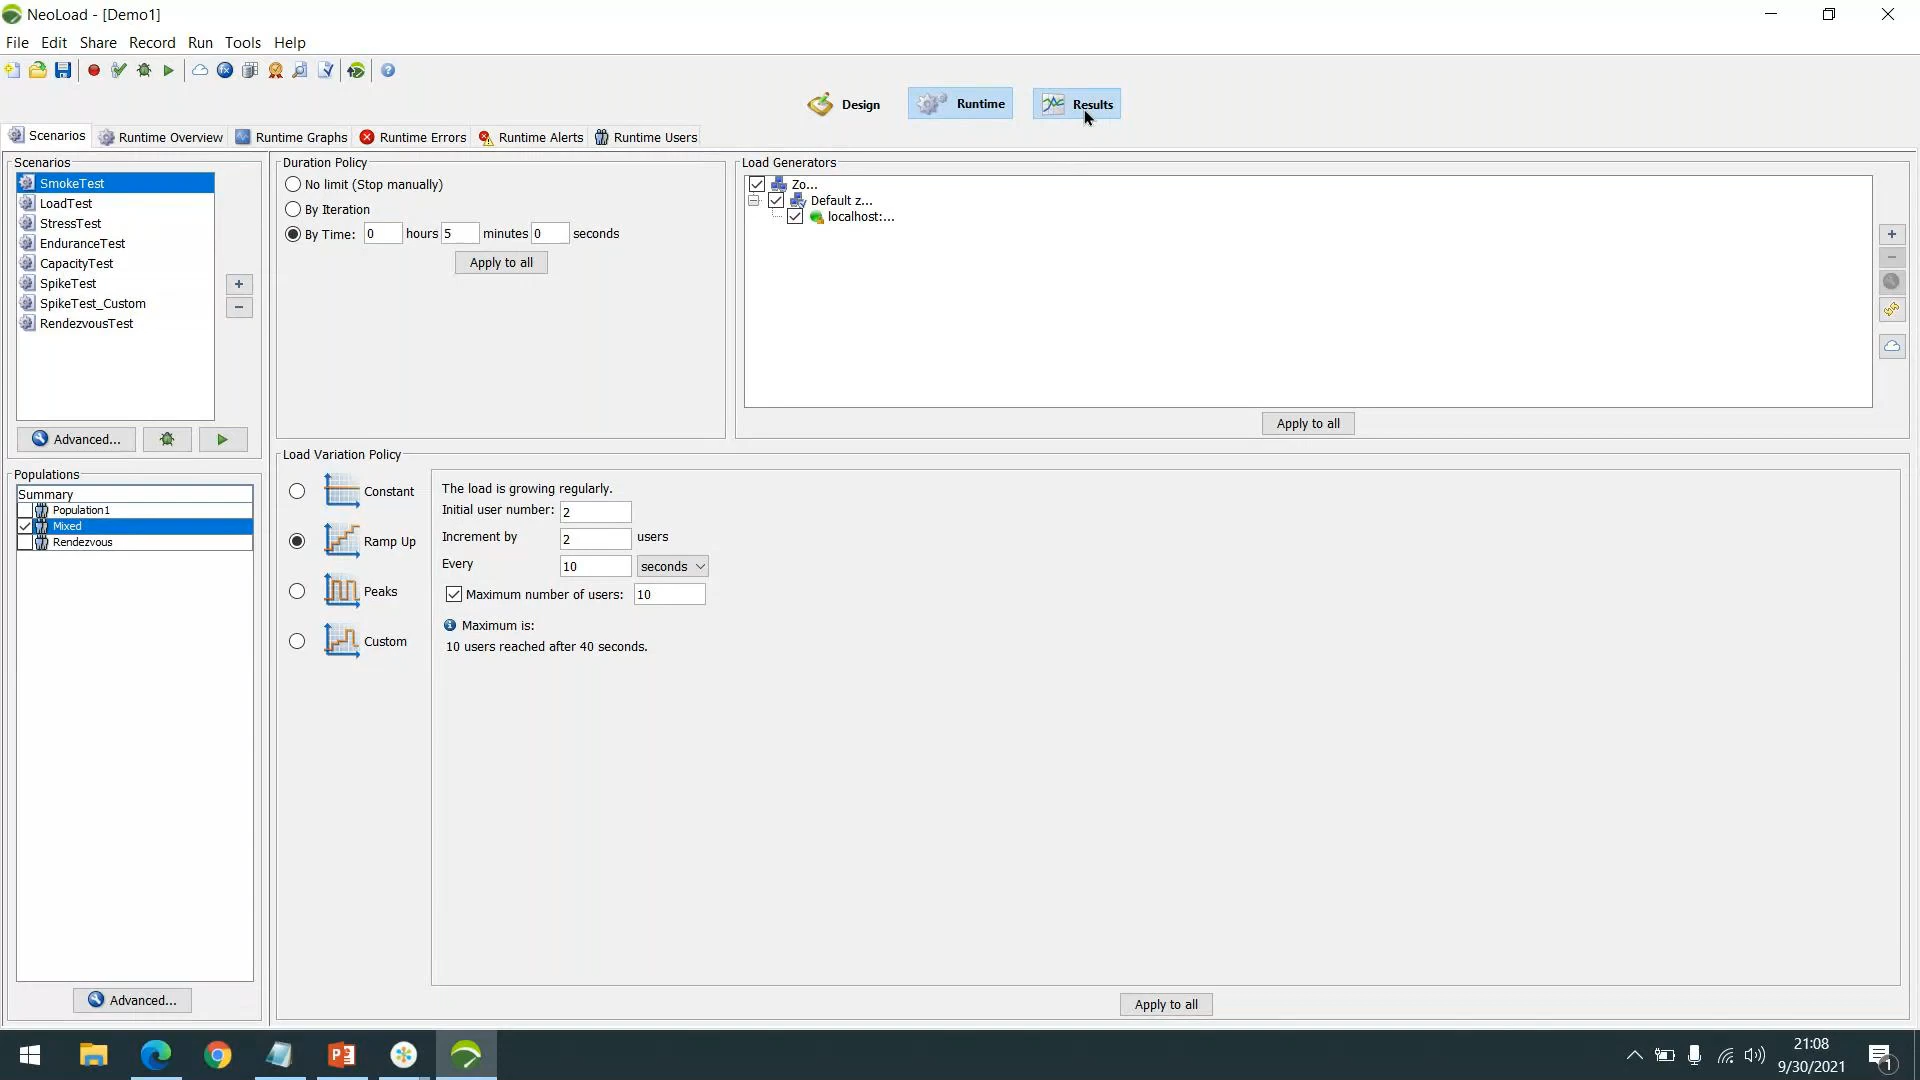 NeoLoad - [Demo1]
File Edit Share Record Run Tools Help
Design Runtime Results
Scenarios Runtime Overview Runtime Graphs Runtime Errors Runtime Alerts Runtime Users
Scenarios
SmokeTest
LoadTest
StressTest
EnduranceTest
CapacityTest
SpikeTest
SpikeTest_Custom
RendezvousTest
Advanced...
Populations
Summary
Population1
Mixed
Rendezvous
Advanced...
Duration Policy
No limit (Stop manually)
By Iteration
By Time: 0 hours 5 minutes 0 seconds
Apply to all
Load Generators
Zo...
Default z...
localhost:...
Apply to all
Load Variation Policy
Constant
Ramp Up
Peaks
Custom
The load is growing regularly.
Initial user number: 2
Increment by 2 users
Every 10 seconds
Maximum number of users: 10
Maximum is:
10 users reached after 40 seconds.
Apply to all
21:08
9/30/2021
1